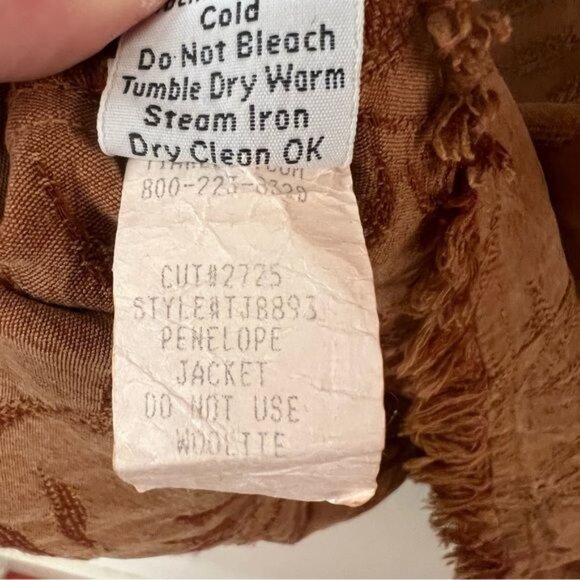 Cold
Do Not Bleach
Tumble Dry Warm
Steam Iron
Dry Clean OK
CUT#2725
STYLE#TJ8893
PENELOPE
JACKET
DO NOT USE
WOOLITE